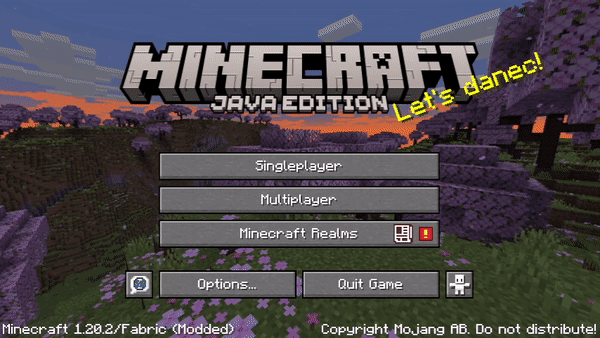 MINECRAFT
JAVA EDITION
Let's danec!
Singleplayer
Multiplayer
Minecraft Realms !
Options... Quit Game
Minecraft 1.20.2/Fabric (Modded) Copyright Mojang AB. Do not distribute!